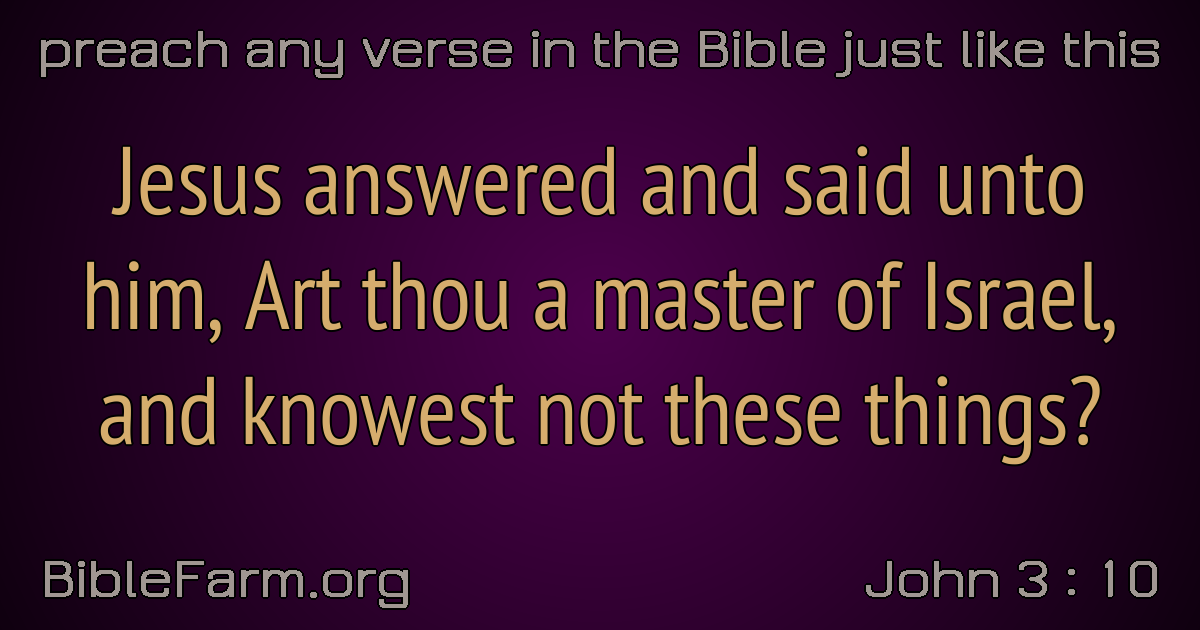 preach any verse in the Bible just like this
Jesus answered and said unto
him, Art thou a master of Israel,
and knowest not these things?
BibleFarm.org
John 3 : 10